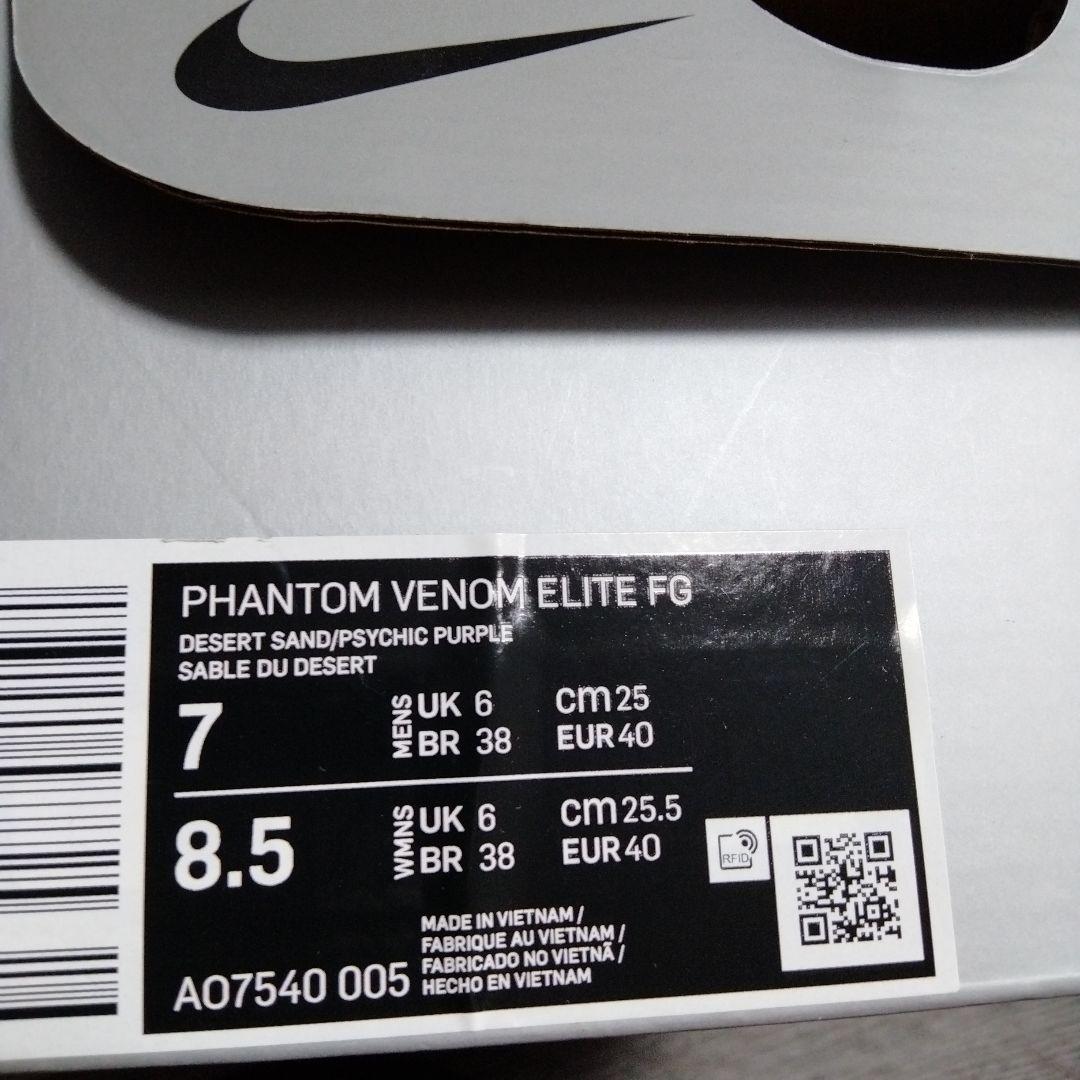 PHANTOM VENOM ELITE FG
DESERT SAND/PSYCHIC PURPLE
SABLE DU DESERT
7 MENS UK 6 cm 25
BR 38 EUR 40
8.5 WMNS UK 6 cm 25.5
BR 38 EUR 40
RFID
MADE IN VIETNAM /
FABRIQUE AU VIETNAM /
FABRICADO NO VIETNÃ /
HECHO EN VIETNAM
AO7540 005